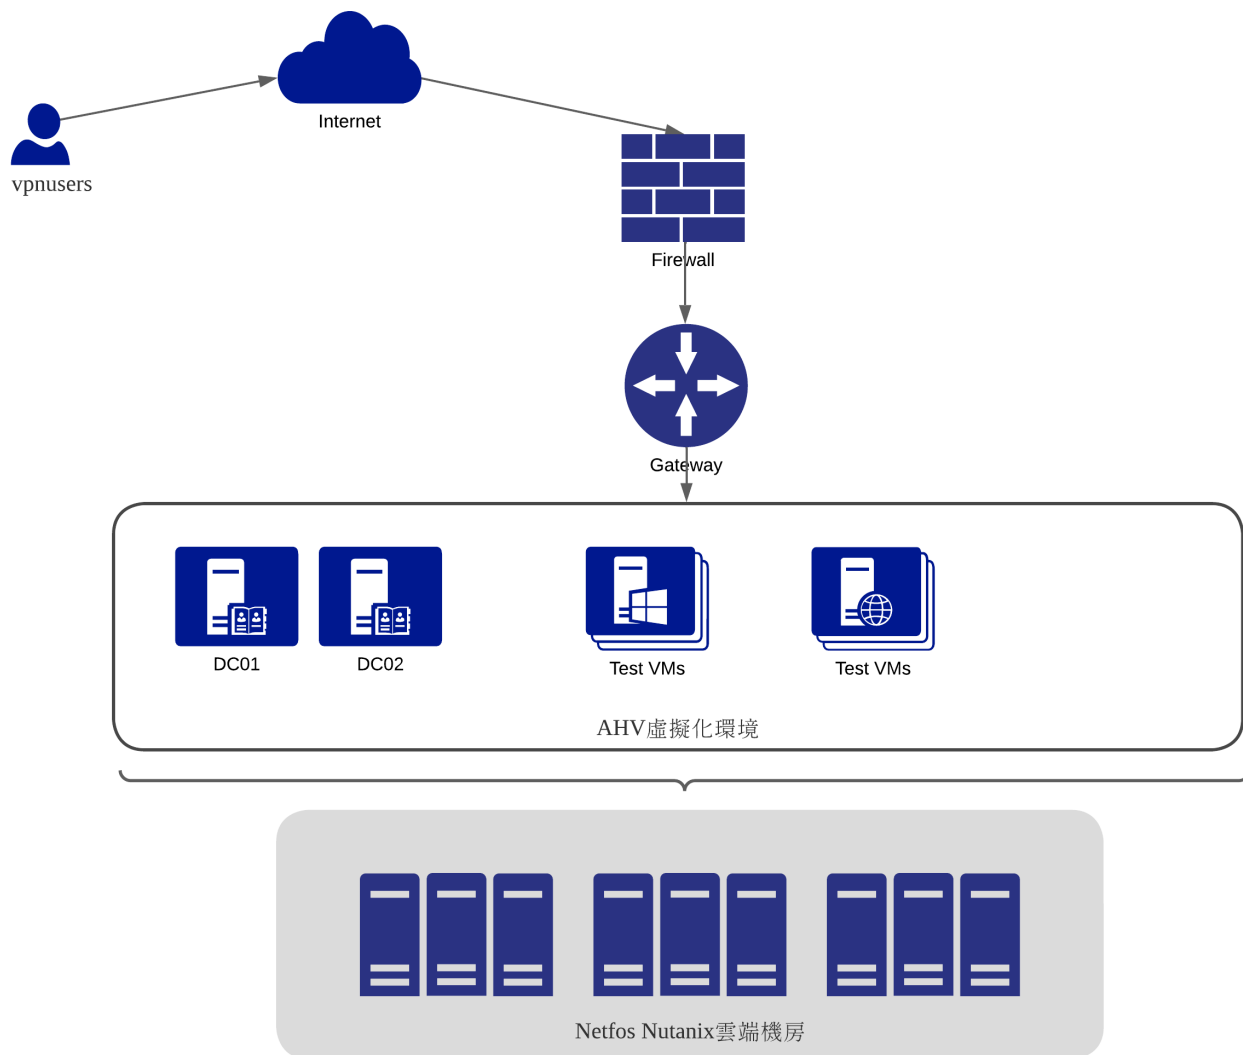 Internet
vpnusers
Firewall
Gateway
DC01
DC02
Test VMs
Test VMs
AHV虛擬化環境
Netfos Nutanix雲端機房